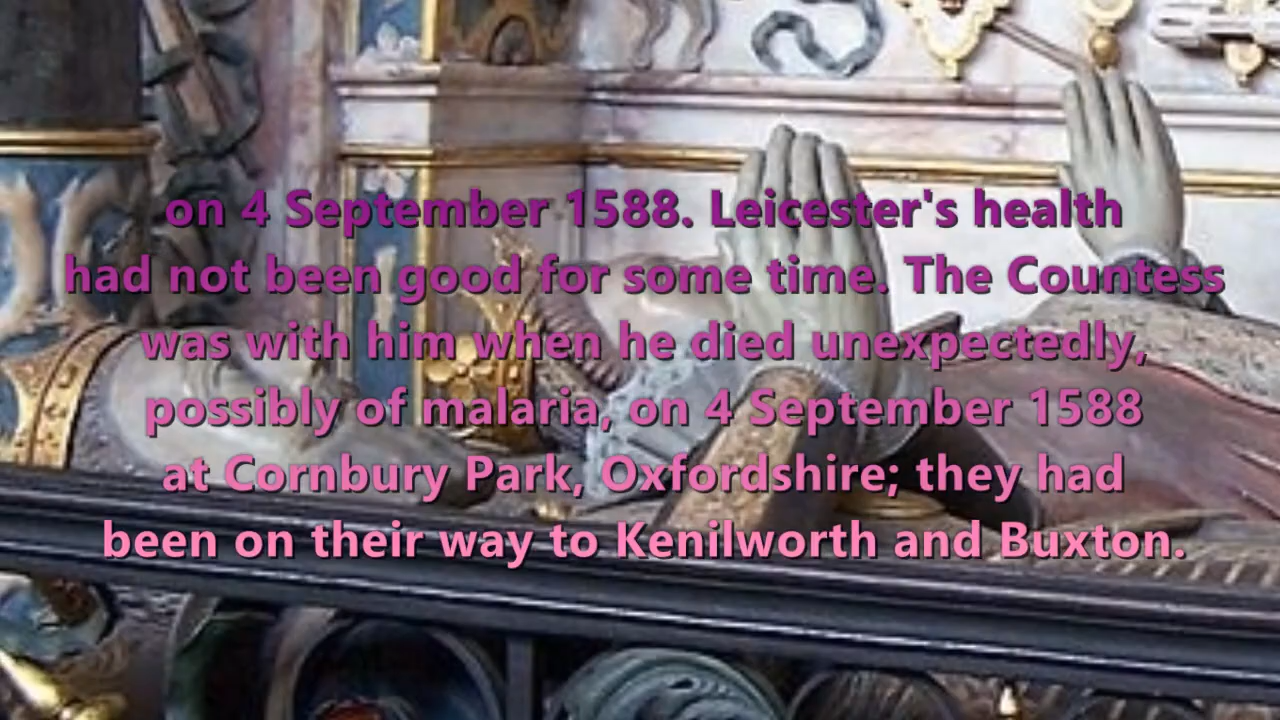 on 4 September 1588. Leicester's health
had not been good for some time. The Countess
was with him when he died unexpectedly,
possibly of malaria, on 4 September 1588
at Cornbury Park, Oxfordshire; they had
been on their way to Kenilworth and Buxton.